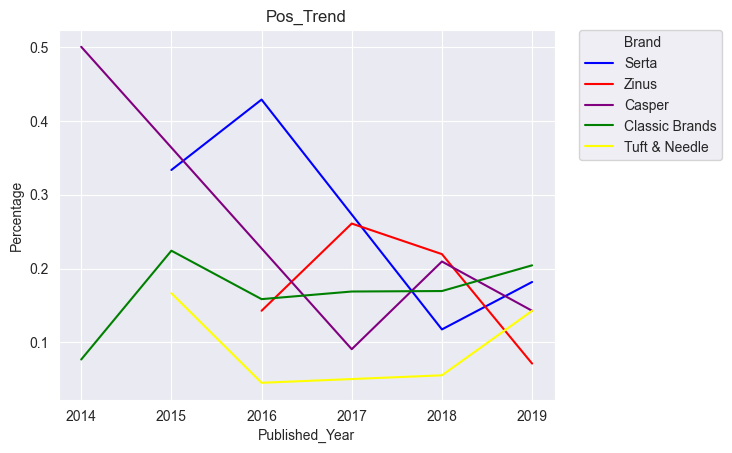 Pos_Trend
Brand
Serta
Zinus
Casper
Classic Brands
Tuft & Needle
Percentage
0.5
0.4
0.3
0.2
0.1
2014 2015 2016 2017 2018 2019
Published_Year